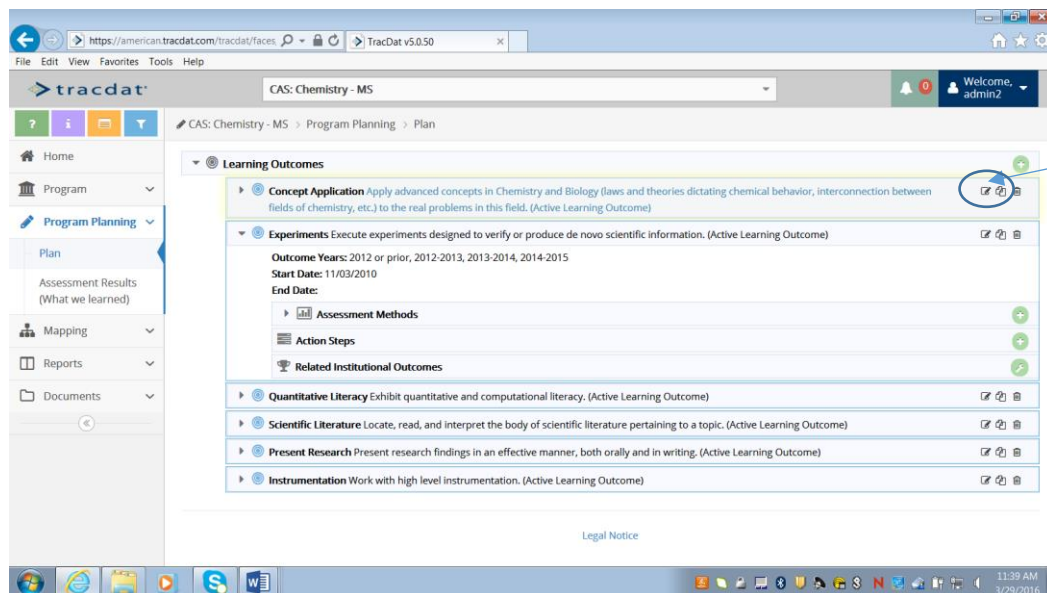 https://american.tracdat.com/tracdat/faces
TracDat v5.0.50
File Edit View Favorites Tools Help
tracdat
CAS: Chemistry - MS
0
Welcome,
admin2
CAS: Chemistry - MS > Program Planning > Plan
Home
Program
Program Planning
Plan
Assessment Results
(What we learned)
Mapping
Reports
Documents
Learning Outcomes
Concept Application Apply advanced concepts in Chemistry and Biology (laws and theories dictating chemical behavior, interconnection between
fields of chemistry, etc.) to the real problems in this field. (Active Learning Outcome)
Experiments Execute experiments designed to verify or produce de novo scientific information. (Active Learning Outcome)
Outcome Years: 2012 or prior, 2012-2013, 2013-2014, 2014-2015
Start Date: 11/03/2010
End Date:
Assessment Methods
Action Steps
Related Institutional Outcomes
Quantitative Literacy Exhibit quantitative and computational literacy. (Active Learning Outcome)
Scientific Literature Locate, read, and interpret the body of scientific literature pertaining to a topic. (Active Learning Outcome)
Present Research Present research findings in an effective manner, both orally and in writing. (Active Learning Outcome)
Instrumentation Work with high level instrumentation. (Active Learning Outcome)
Legal Notice
11:39 AM
3/29/2016